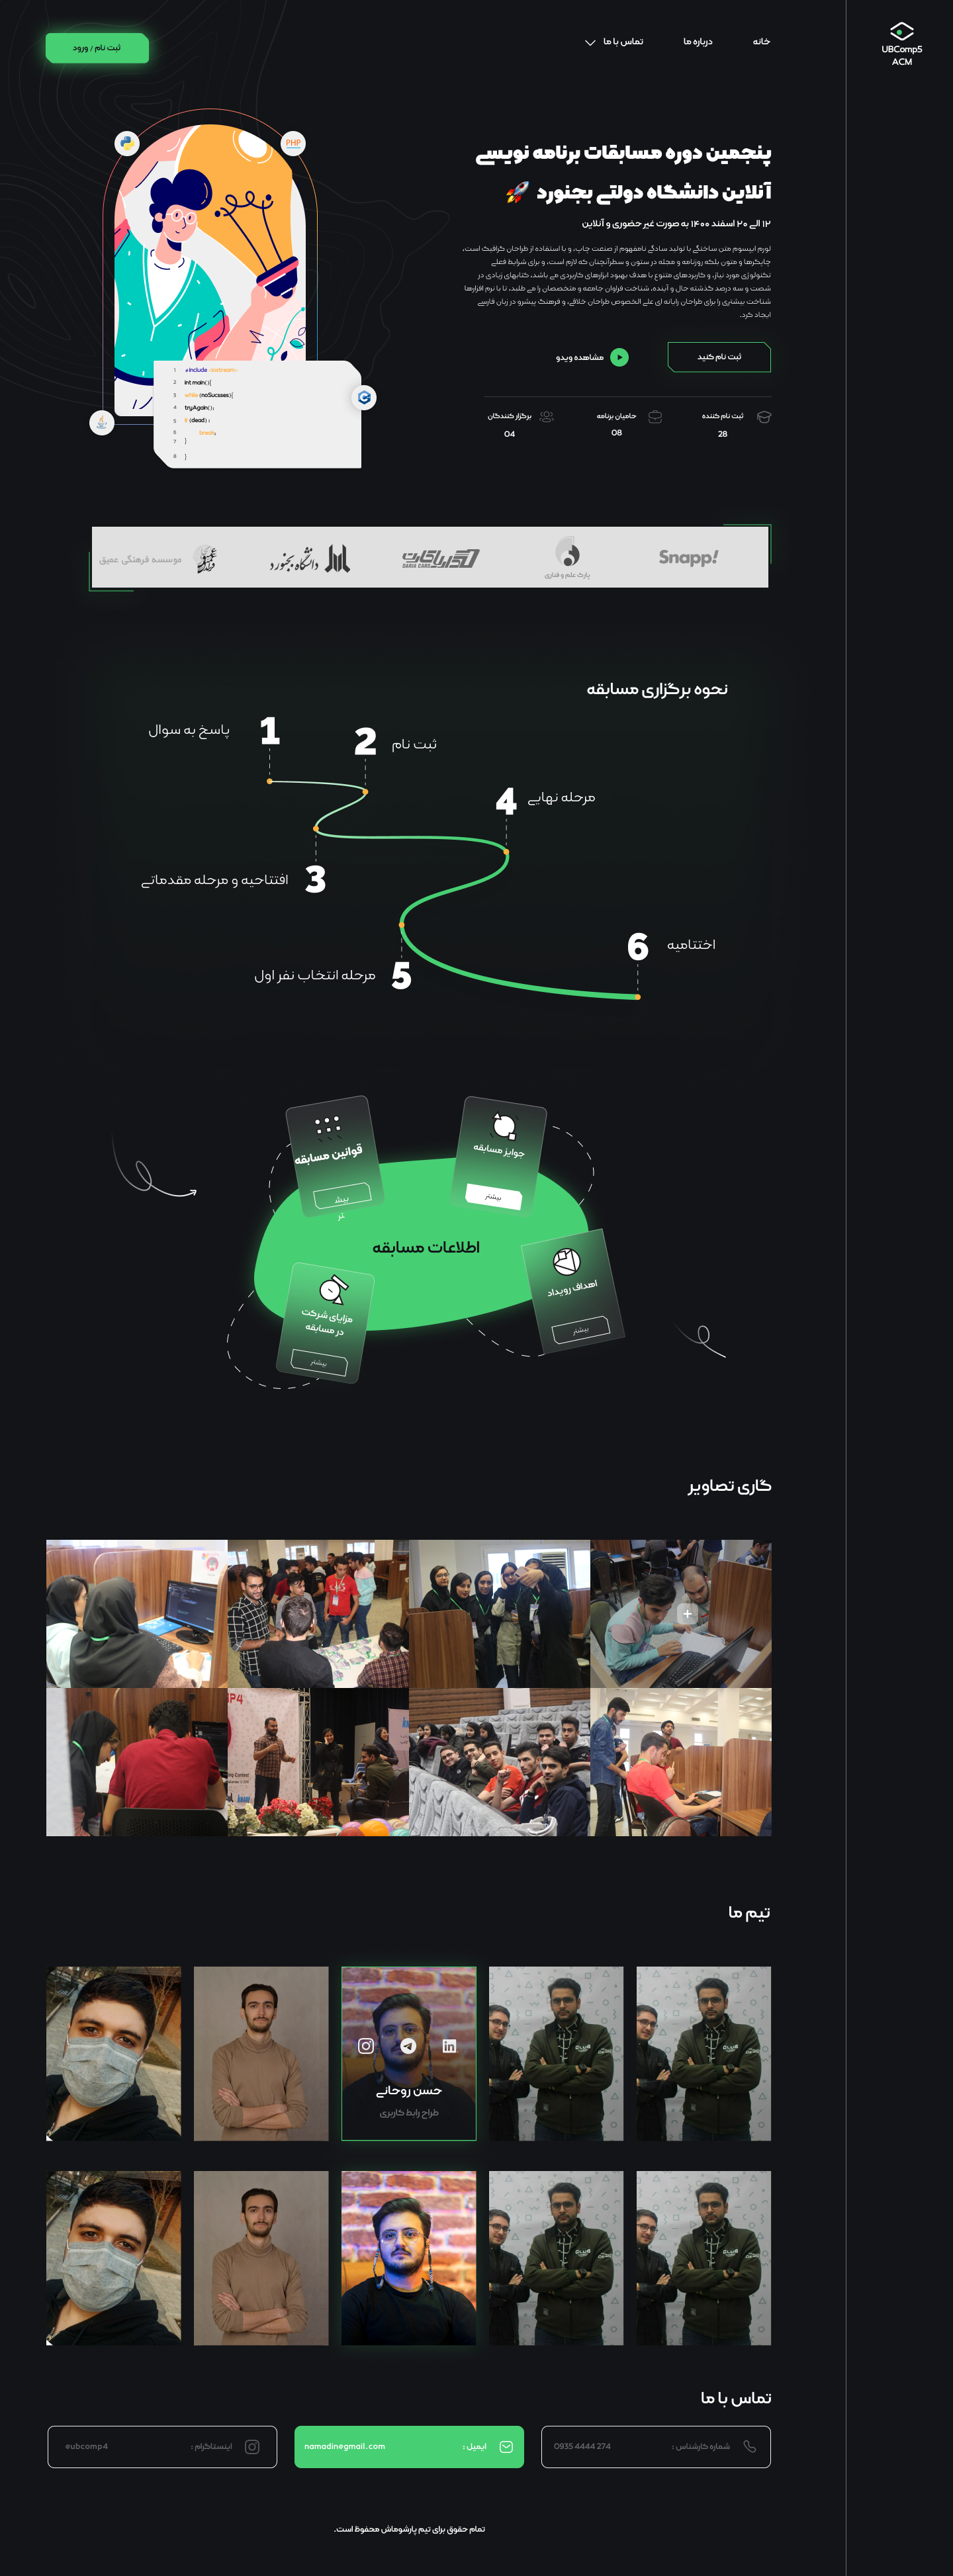 UBComp5
ACM
خانه
درباره ما
تماس با ما
ثبت نام / ورود
پنجمین دوره مسابقات برنامه نویسی
آنلاین دانشگاه دولتی بجنورد 🚀
۱۲ الی ۲۰ اسفند ۱۴۰۰ به صورت غیر حضوری و آنلاین
لورم ایپسوم متن ساختگی با تولید سادگی نامفهوم از صنعت چاپ، و با استفاده از طراحان گرافیک است،
چاپگرها و متون بلکه روزنامه و مجله در ستون و سطرآنچنان که لازم است، و برای شرایط فعلی
تکنولوژی مورد نیاز، و کاربردهای متنوع با هدف بهبود ابزارهای کاربردی می باشد، کتابهای زیادی در
شصت و سه درصد گذشته حال و آینده، شناخت فراوان جامعه و متخصصان را می طلبد، تا با نرم افزارها
شناخت بیشتری را برای طراحان رایانه ای علی الخصوص طراحان خلاقی، و فرهنگ پیشرو در زبان فارسی
ایجاد کرد.
ثبت نام کنید
مشاهده ویدو
ثبت نام کننده
28
حامیان برنامه
08
برگزار کنندگان
04
PHP
1 #include <iostream>
2 int main(){
3 while (noSucsses){
4 tryAgain();
5 if (dead) :
6 break;
7 }
8 }
Snapp!
پارک علم و فناوری
DARIA CARD
دانشگاه بجنورد
موسسه فرهنگی عمیق
نحوه برگزاری مسابقه
1 پاسخ به سوال
2 ثبت نام
3 افتتاحیه و مرحله مقدماتی
4 مرحله نهایی
5 مرحله انتخاب نفر اول
6 اختتامیه
قوانین مسابقه
بیش
تر
جوایز مسابقه
بیشتر
اطلاعات مسابقه
اهداف رویداد
بیشتر
مزایای شرکت
در مسابقه
بیشتر
گاری تصاویر
تیم ما
حسن روحانی
طراح رابط کاربری
تماس با ما
شماره کارشناس :
0935 4444 274
ایمیل :
namadin@gmail.com
اینستاگرام :
eubcomp4
تمام حقوق برای تیم پارشوماش محفوظ است.